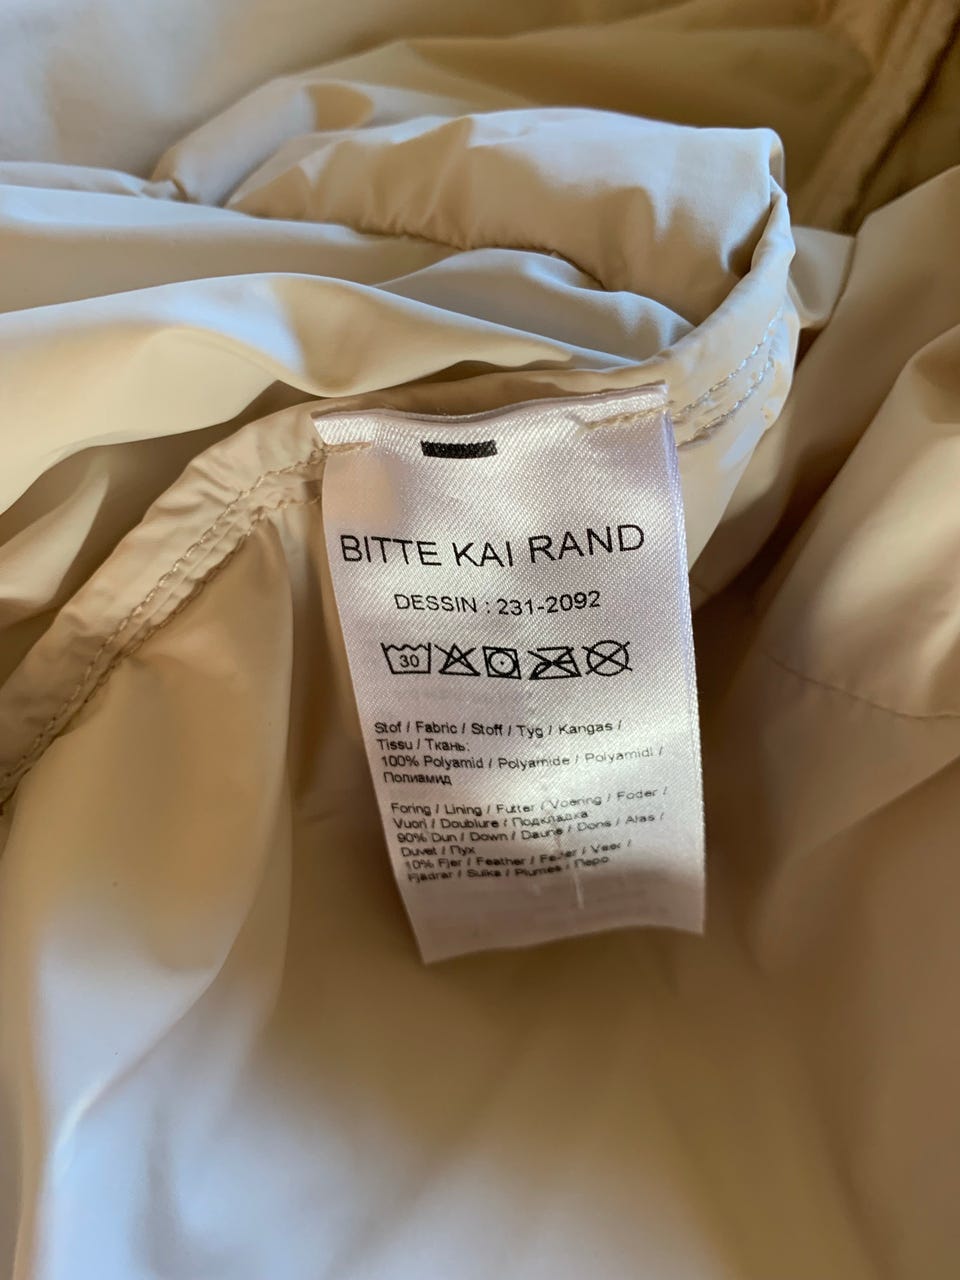 BITTE KAI RAND
DESSIN : 231-2092
30
Stof / Fabric / Stoff / Tyg / Kangas /
Tissu / Ткань:
100% Polyamid / Polyamide / Polyamidi /
Полиамид
Foring / Lining / Futter / Voering / Foder /
Vuori / Doublure / Подкладка
90% Dun / Down / Daune / Dons / Alas /
Duvet / Пух
10% Fjer / Feather / Feder / Veer /
Fjadrar / Sulka / Plumes / Перо